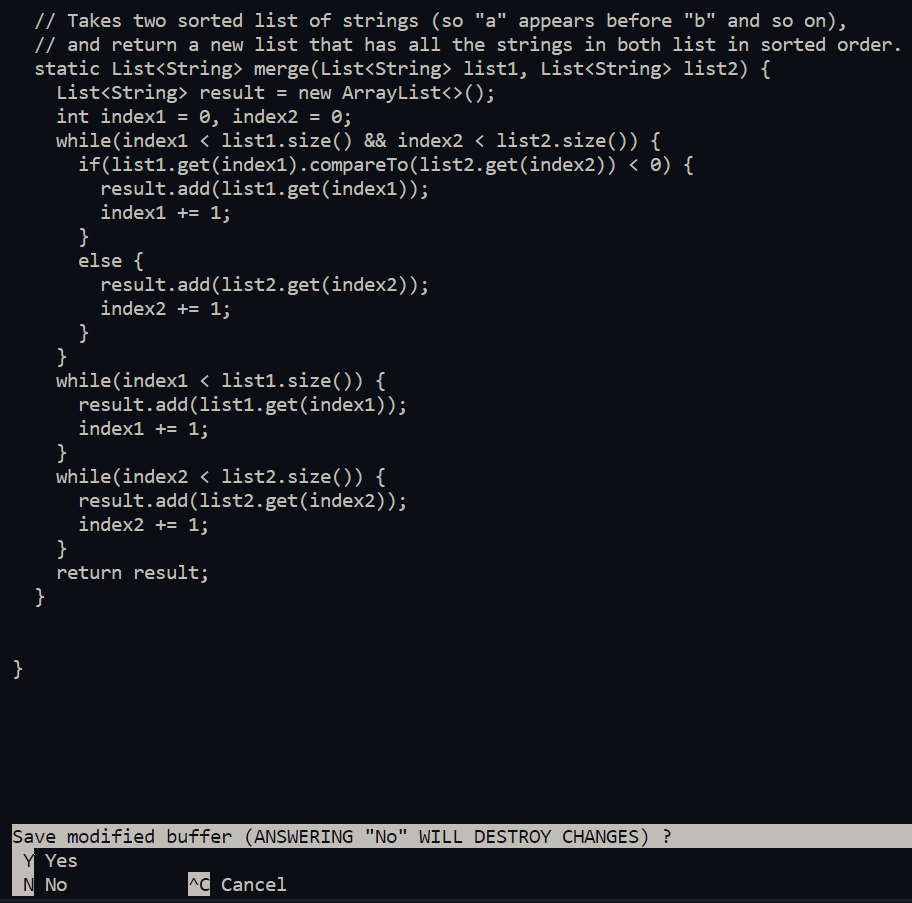 // Takes two sorted list of strings (so "a" appears before "b" and so on),
// and return a new list that has all the strings in both list in sorted order.
static List<String> merge(List<String> list1, List<String> list2) {
List<String> result = new ArrayList<>();
int index1 = 0, index2 = 0;
while(index1 < list1.size() && index2 < list2.size()) {
if(list1.get(index1).compareTo(list2.get(index2)) < 0) {
result.add(list1.get(index1));
index1 += 1;
}
else {
result.add(list2.get(index2));
index2 += 1;
}
}
while(index1 < list1.size()) {
result.add(list1.get(index1));
index1 += 1;
}
while(index2 < list2.size()) {
result.add(list2.get(index2));
index2 += 1;
}
return result;
}
}
Save modified buffer (ANSWERING "No" WILL DESTROY CHANGES) ?
Y Yes
N No ^C Cancel